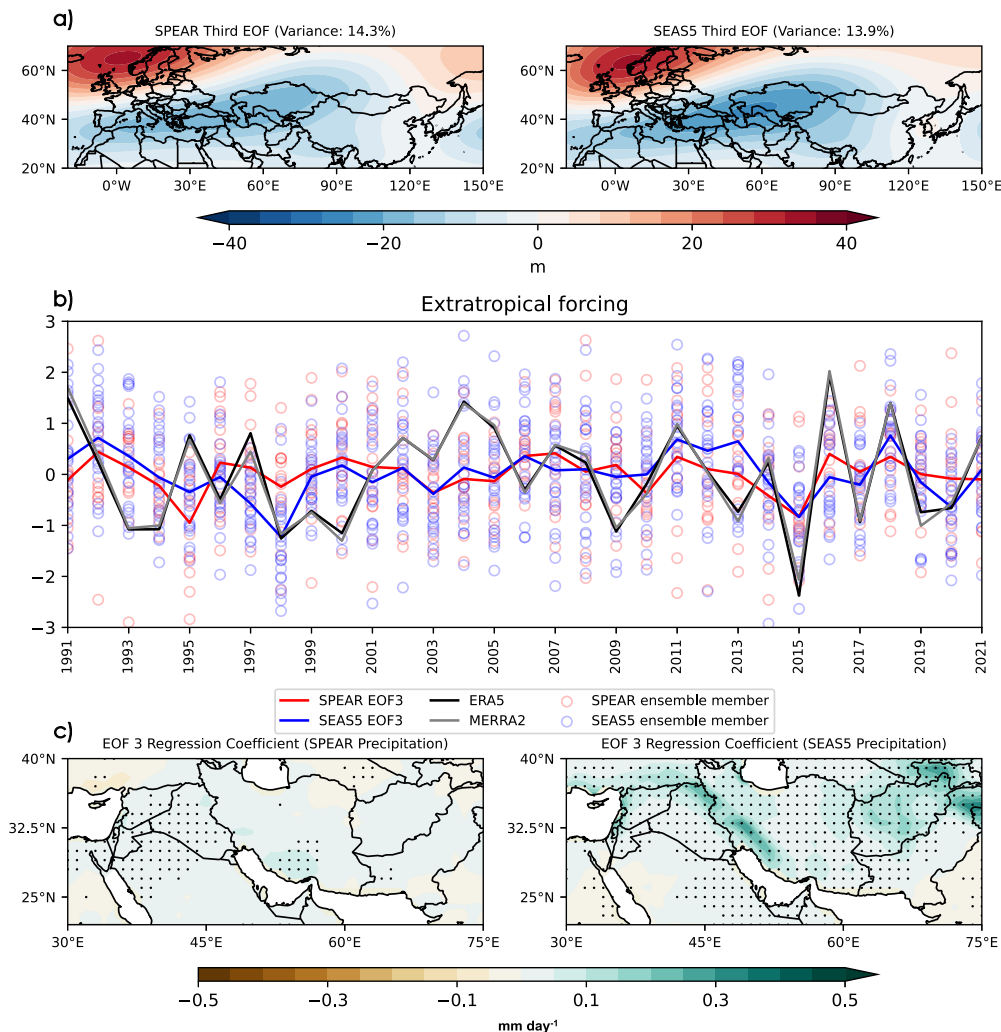 a)
SPEAR Third EOF (Variance: 14.3%)
SEAS5 Third EOF (Variance: 13.9%)
60°N
40°N
20°N
0°W 30°E 60°E 90°E 120°E 150°E
60°N
40°N
20°N
0°W 30°E 60°E 90°E 120°E 150°E
−40 −20 0 20 40
m
b)
Extratropical forcing
3
2
1
0
−1
−2
−3
1991 1993 1995 1997 1999 2001 2003 2005 2007 2009 2011 2013 2015 2017 2019 2021
SPEAR EOF3 ERA5 SPEAR ensemble member
SEAS5 EOF3 MERRA2 SEAS5 ensemble member
c)
EOF 3 Regression Coefficient (SPEAR Precipitation)
EOF 3 Regression Coefficient (SEAS5 Precipitation)
40°N
32.5°N
25°N
30°E 45°E 60°E 75°E
40°N
32.5°N
25°N
30°E 45°E 60°E 75°E
−0.5 −0.3 −0.1 0.1 0.3 0.5
mm day⁻¹